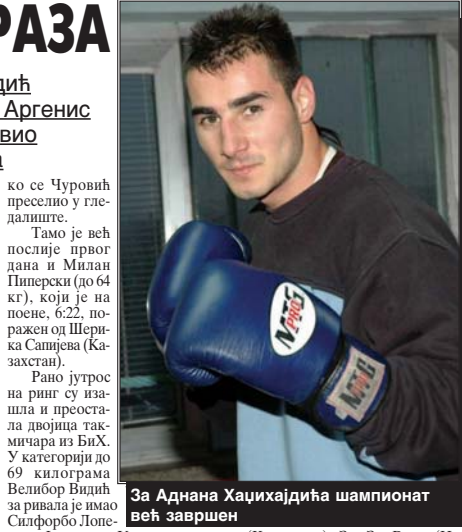 РАЗА
дић
Аргенис
вио
а
ко се Чуровић
преселио у гле-
далиште.
Тамо је већ
послије првог
дана и Милан
Пиперски (до 64
кг), који је на
поене, 6:22, по-
ражен од Шери-
ка Сапијева (Ка-
захстан).
Рано јутрос
на ринг су иза-
шла и преоста-
ла двојица так-
мичара из БиХ.
У категорији до
69 килограма
Велибор Видић
за ривала је имао
Силфорбо Лопе-
MTG
PRO
MTG
За Аднана Хаџихајдића шампионат
већ завршен